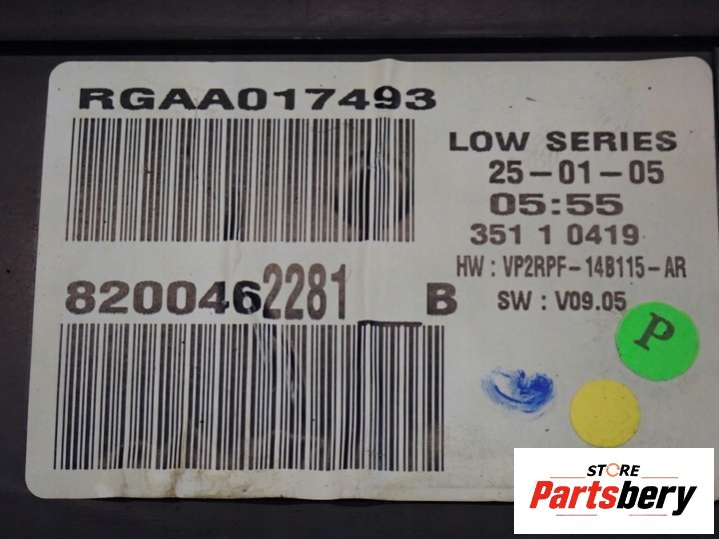 RGAA017493
LOW SERIES
25-01-05
05:55
351 1 0419
HW : VP2RPF-14B115-AR
SW : V09.05
8200462281__B
P
STORE
Partsbery